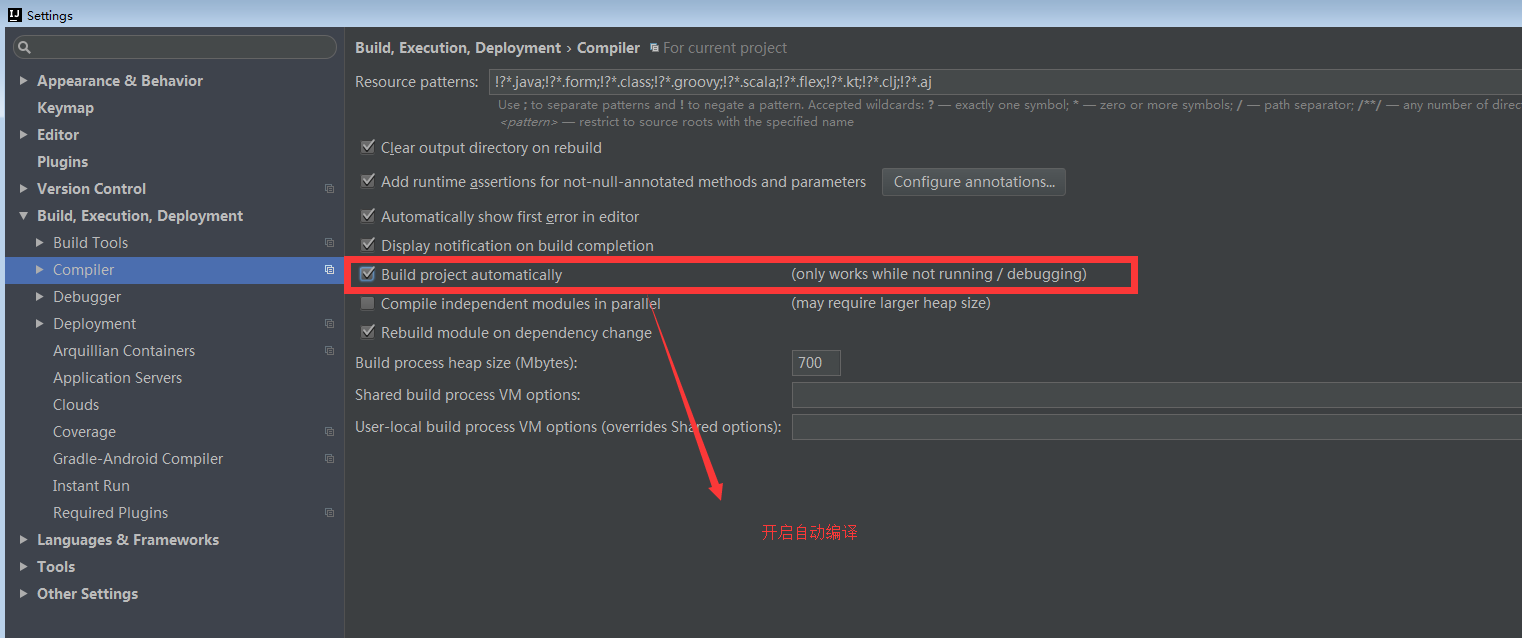 Settings
Appearance & Behavior
Keymap
Editor
Plugins
Version Control
Build, Execution, Deployment
Build Tools
Compiler
Debugger
Deployment
Arquillian Containers
Application Servers
Clouds
Coverage
Gradle-Android Compiler
Instant Run
Required Plugins
Languages & Frameworks
Tools
Other Settings
Build, Execution, Deployment › Compiler For current project
Resource patterns: !?*.java;!?*.form;!?*.class;!?*.groovy;!?*.scala;!?*.flex;!?*.kt;!?*.clj;!?*.aj
Use ; to separate patterns and ! to negate a pattern. Accepted wildcards: ? — exactly one symbol; * — zero or more symbols; / — path separator; /**/ — any number of direc
<pattern> — restrict to source roots with the specified name
Clear output directory on rebuild
Add runtime assertions for not-null-annotated methods and parameters Configure annotations...
Automatically show first error in editor
Display notification on build completion
Build project automatically (only works while not running / debugging)
Compile independent modules in parallel (may require larger heap size)
Rebuild module on dependency change
Build process heap size (Mbytes): 700
Shared build process VM options:
User-local build process VM options (overrides Shared options):
开启自动编译